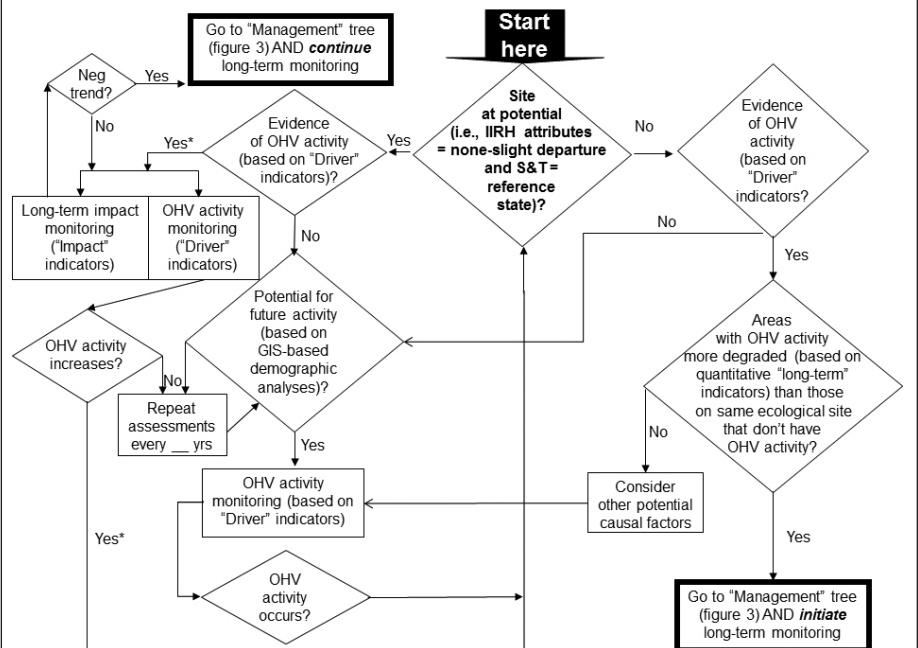 Start
here
Go to “Management” tree
(figure 3) AND continue
long-term monitoring
Neg
trend?
Yes
No
Yes*
Evidence
of OHV activity
(based on “Driver”
indicators)?
Yes
Site
at potential
(i.e., IIRH attributes
= none-slight departure
and S&T=
reference
state)?
No
Evidence
of OHV
activity
(based on
“Driver”
indicators?
Long-term impact
monitoring
(“Impact”
indicators)
OHV activity
monitoring
(“Driver”
indicators)
No
No
Yes
Potential for
future activity
(based on
GIS-based
demographic
analyses)?
OHV activity
increases?
No
Repeat
assessments
every __ yrs
Yes
Areas
with OHV activity
more degraded (based on
quantitative “long-term”
indicators) than those
on same ecological site
that don’t have
OHV activity?
No
OHV activity
monitoring (based on
“Driver” indicators)
Consider
other potential
causal factors
Yes*
Yes
OHV
activity
occurs?
Go to “Management” tree
(figure 3) AND initiate
long-term monitoring